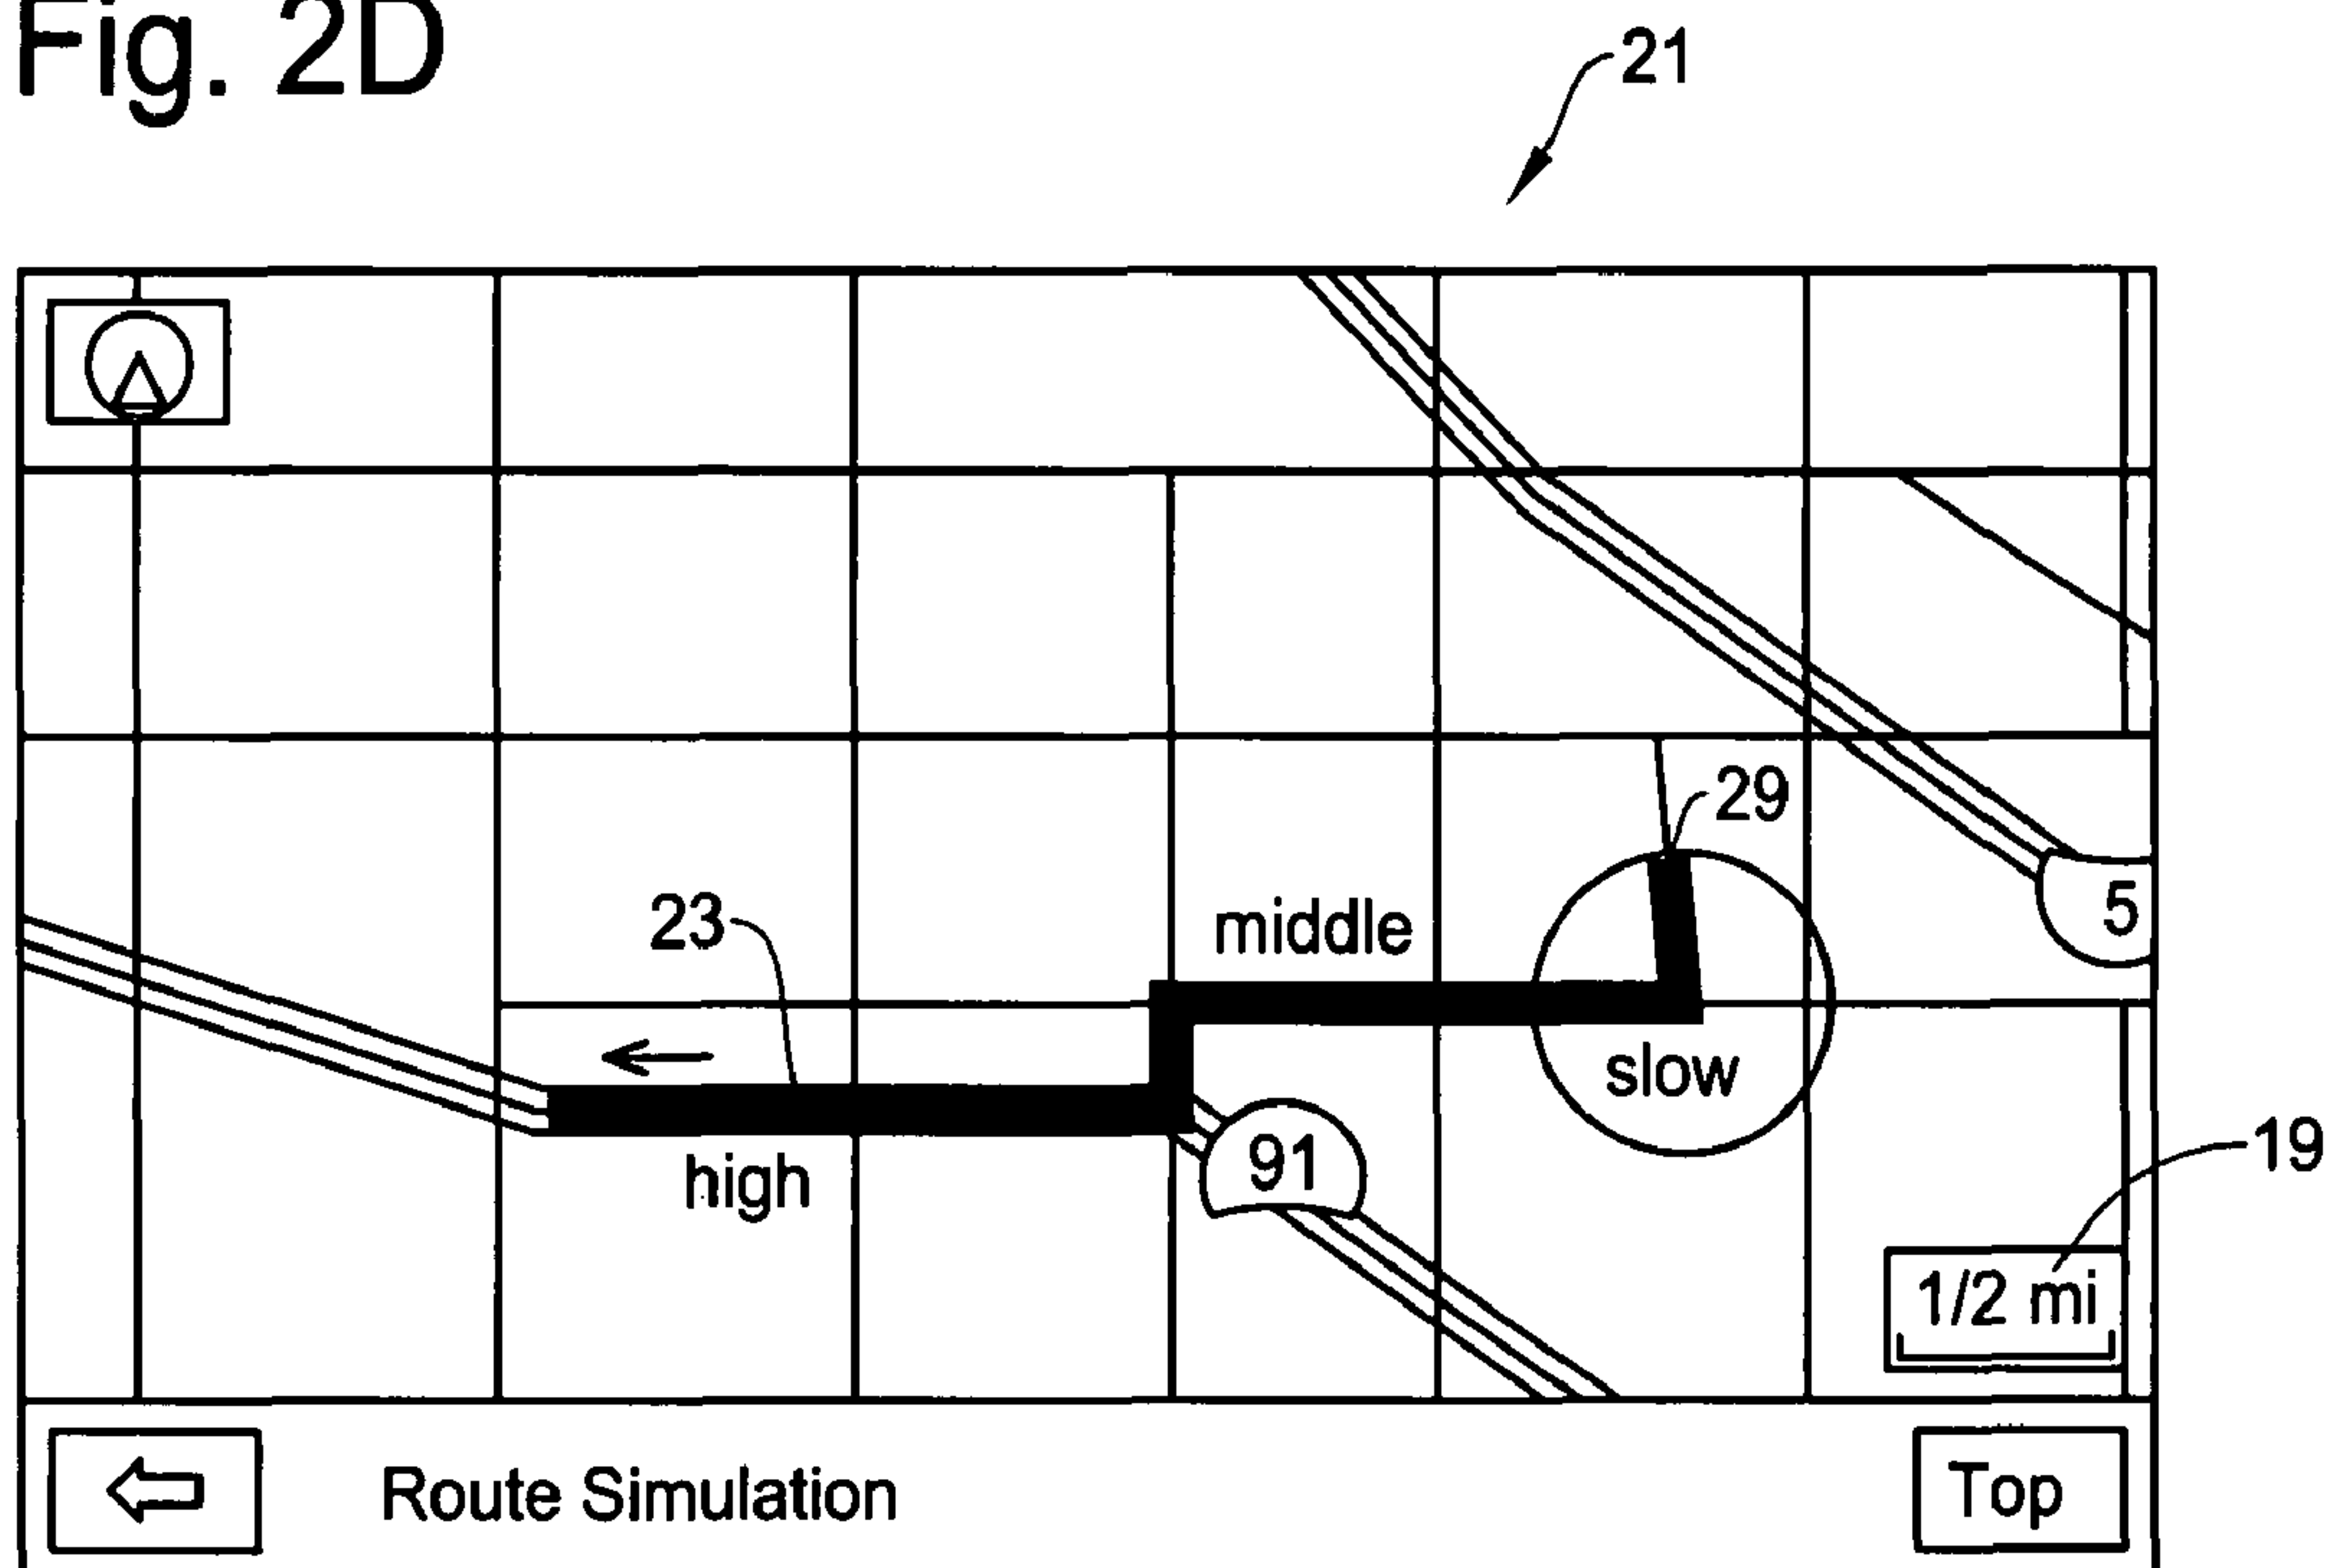 Fig. 2D
21
29
5
23
middle
slow
19
91
high
1/2 mi
Route Simulation
Top